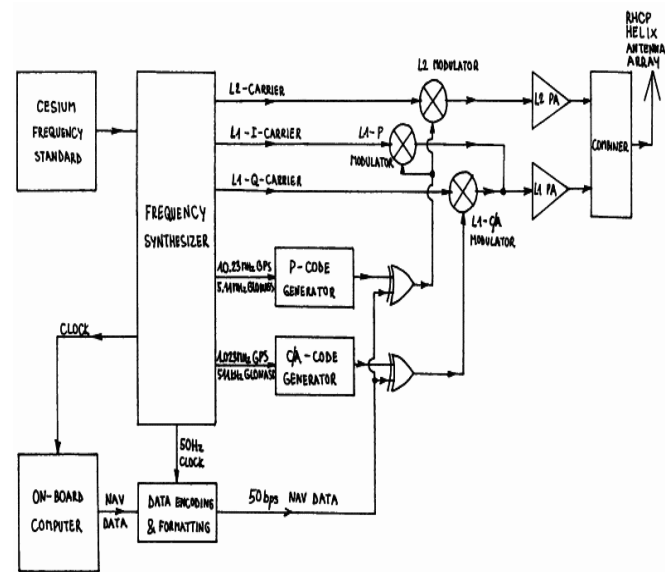 RHCP
HELIX
ANTENNA
ARRAY
L2 MODULATOR
CESIUM
FREQUENCY
STANDARD
L2-CARRIER
L2 PA
L1-I-CARRIER
L1-P
MODULATOR
COMBINER
L1-Q-CARRIER
L1 PA
FREQUENCY
SYNTHESIZER
L1-C/A
MODULATOR
10.23MHz GPS
5.11MHz GLONASS
P-CODE
GENERATOR
CLOCK
1.023MHz GPS
511kHz GLONASS
C/A-CODE
GENERATOR
50Hz
CLOCK
ON-BOARD
COMPUTER
NAV
DATA
DATA ENCODING
& FORMATTING
50bps NAV DATA